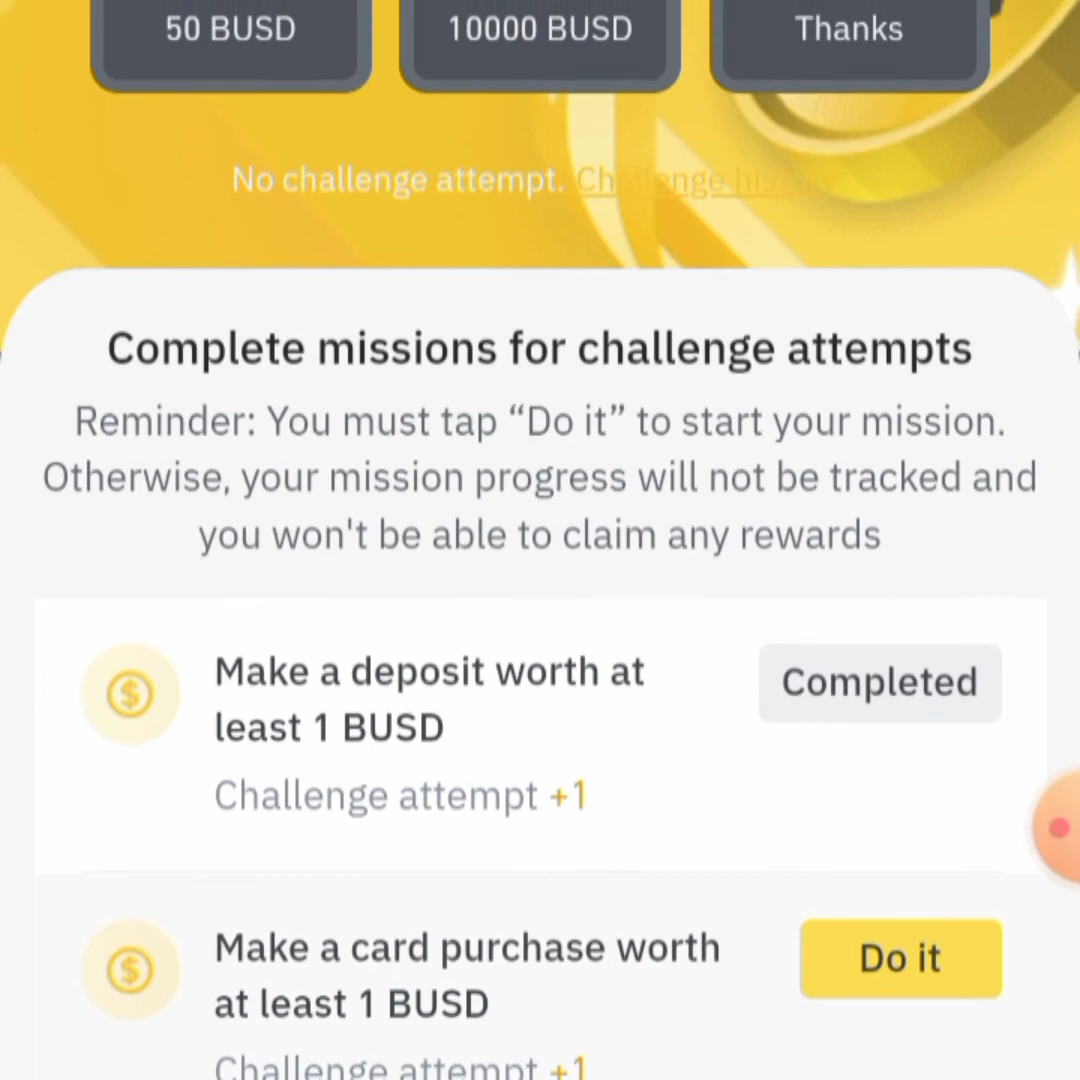 50 BUSD
10000 BUSD
Thanks
No challenge attempt. Challenge
Complete missions for challenge attempts
Reminder: You must tap “Do it” to start your mission.
Otherwise, your mission progress will not be tracked and
you won't be able to claim any rewards
Make a deposit worth at
least 1 BUSD
Completed
Challenge attempt +1
Make a card purchase worth
at least 1 BUSD
Do it
Challenge attempt +1